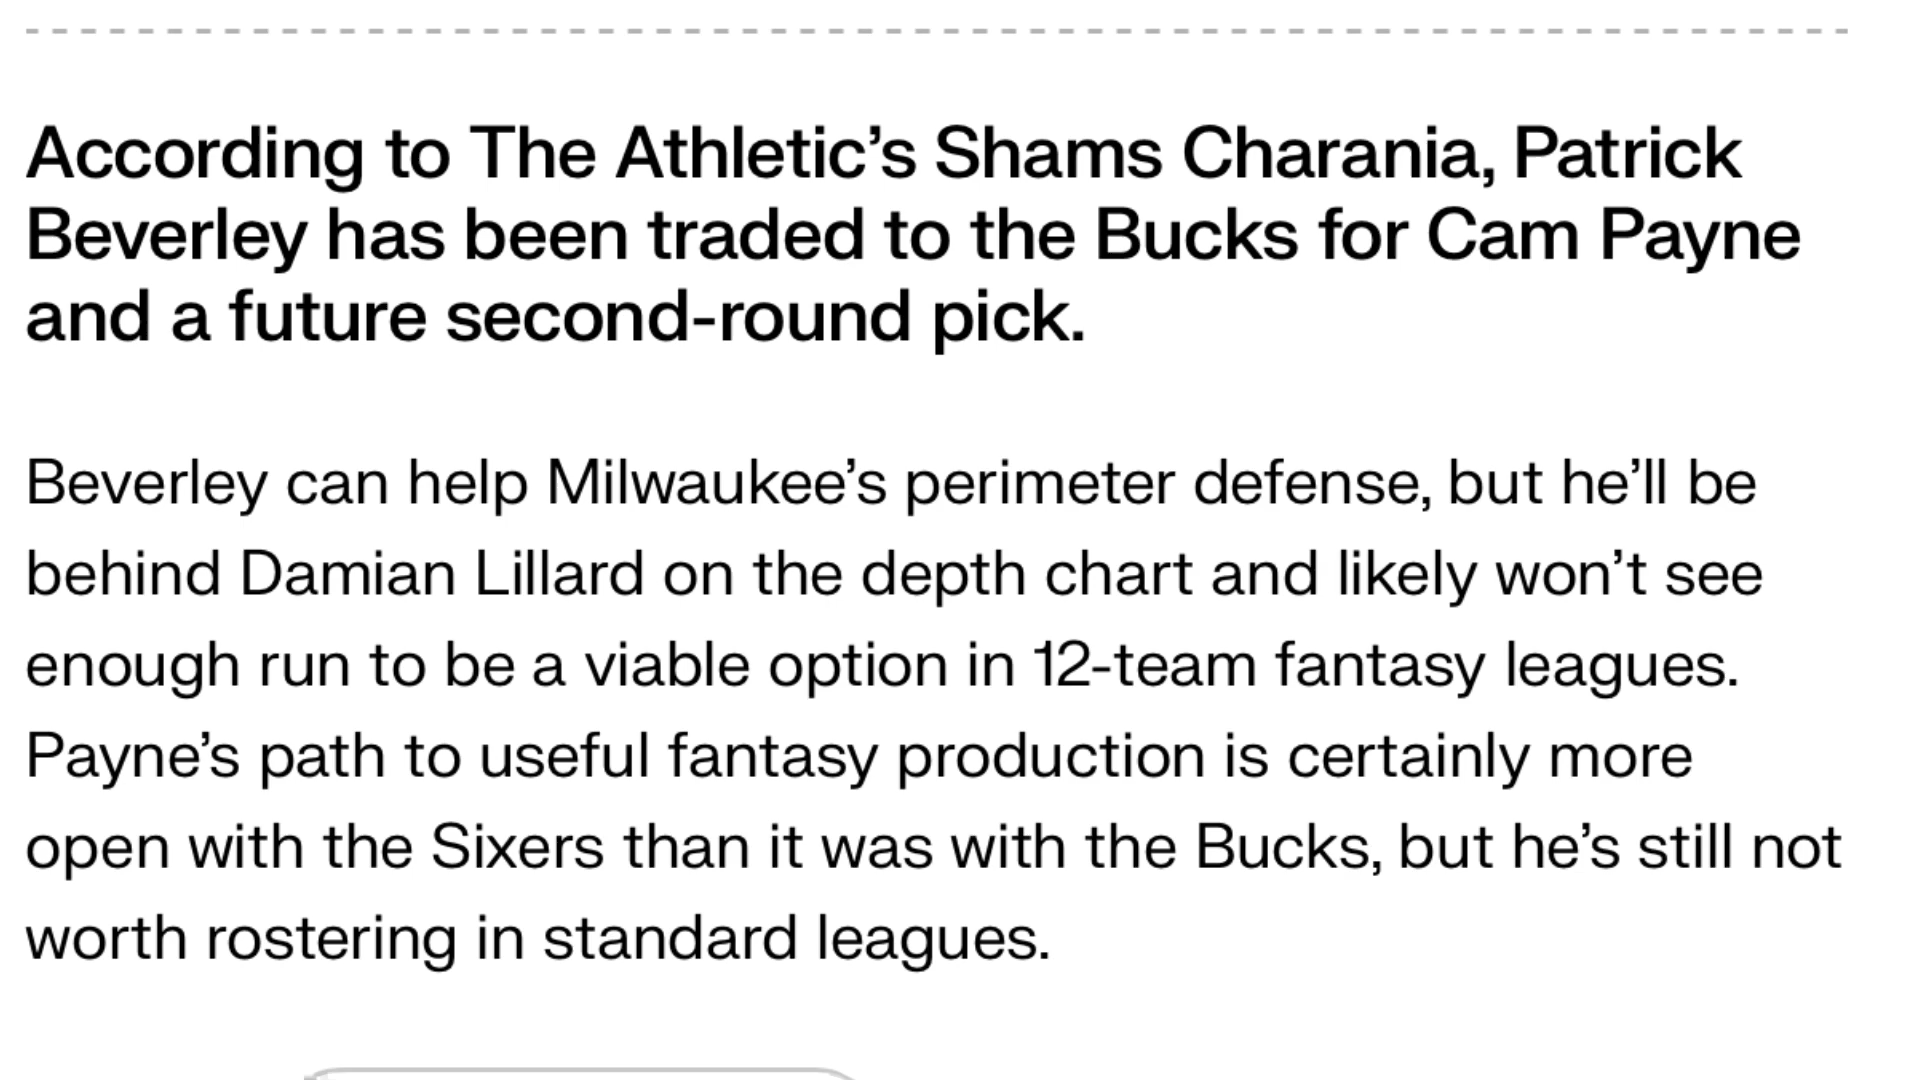 According to The Athletic’s Shams Charania, Patrick
Beverley has been traded to the Bucks for Cam Payne
and a future second-round pick.
Beverley can help Milwaukee’s perimeter defense, but he’ll be
behind Damian Lillard on the depth chart and likely won’t see
enough run to be a viable option in 12-team fantasy leagues.
Payne’s path to useful fantasy production is certainly more
open with the Sixers than it was with the Bucks, but he’s still not
worth rostering in standard leagues.